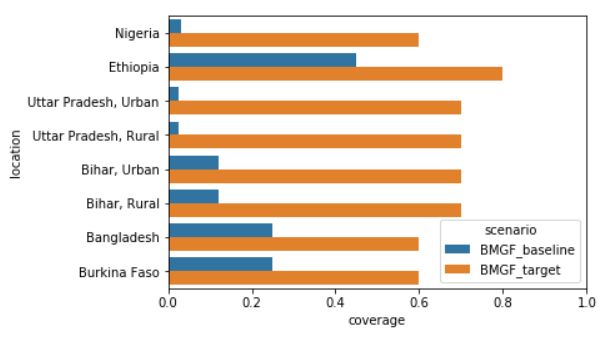 location
Nigeria
Ethiopia
Uttar Pradesh, Urban
Uttar Pradesh, Rural
Bihar, Urban
Bihar, Rural
Bangladesh
Burkina Faso
scenario
BMGF_baseline
BMGF_target
0.0 0.2 0.4 0.6 0.8 1.0
coverage